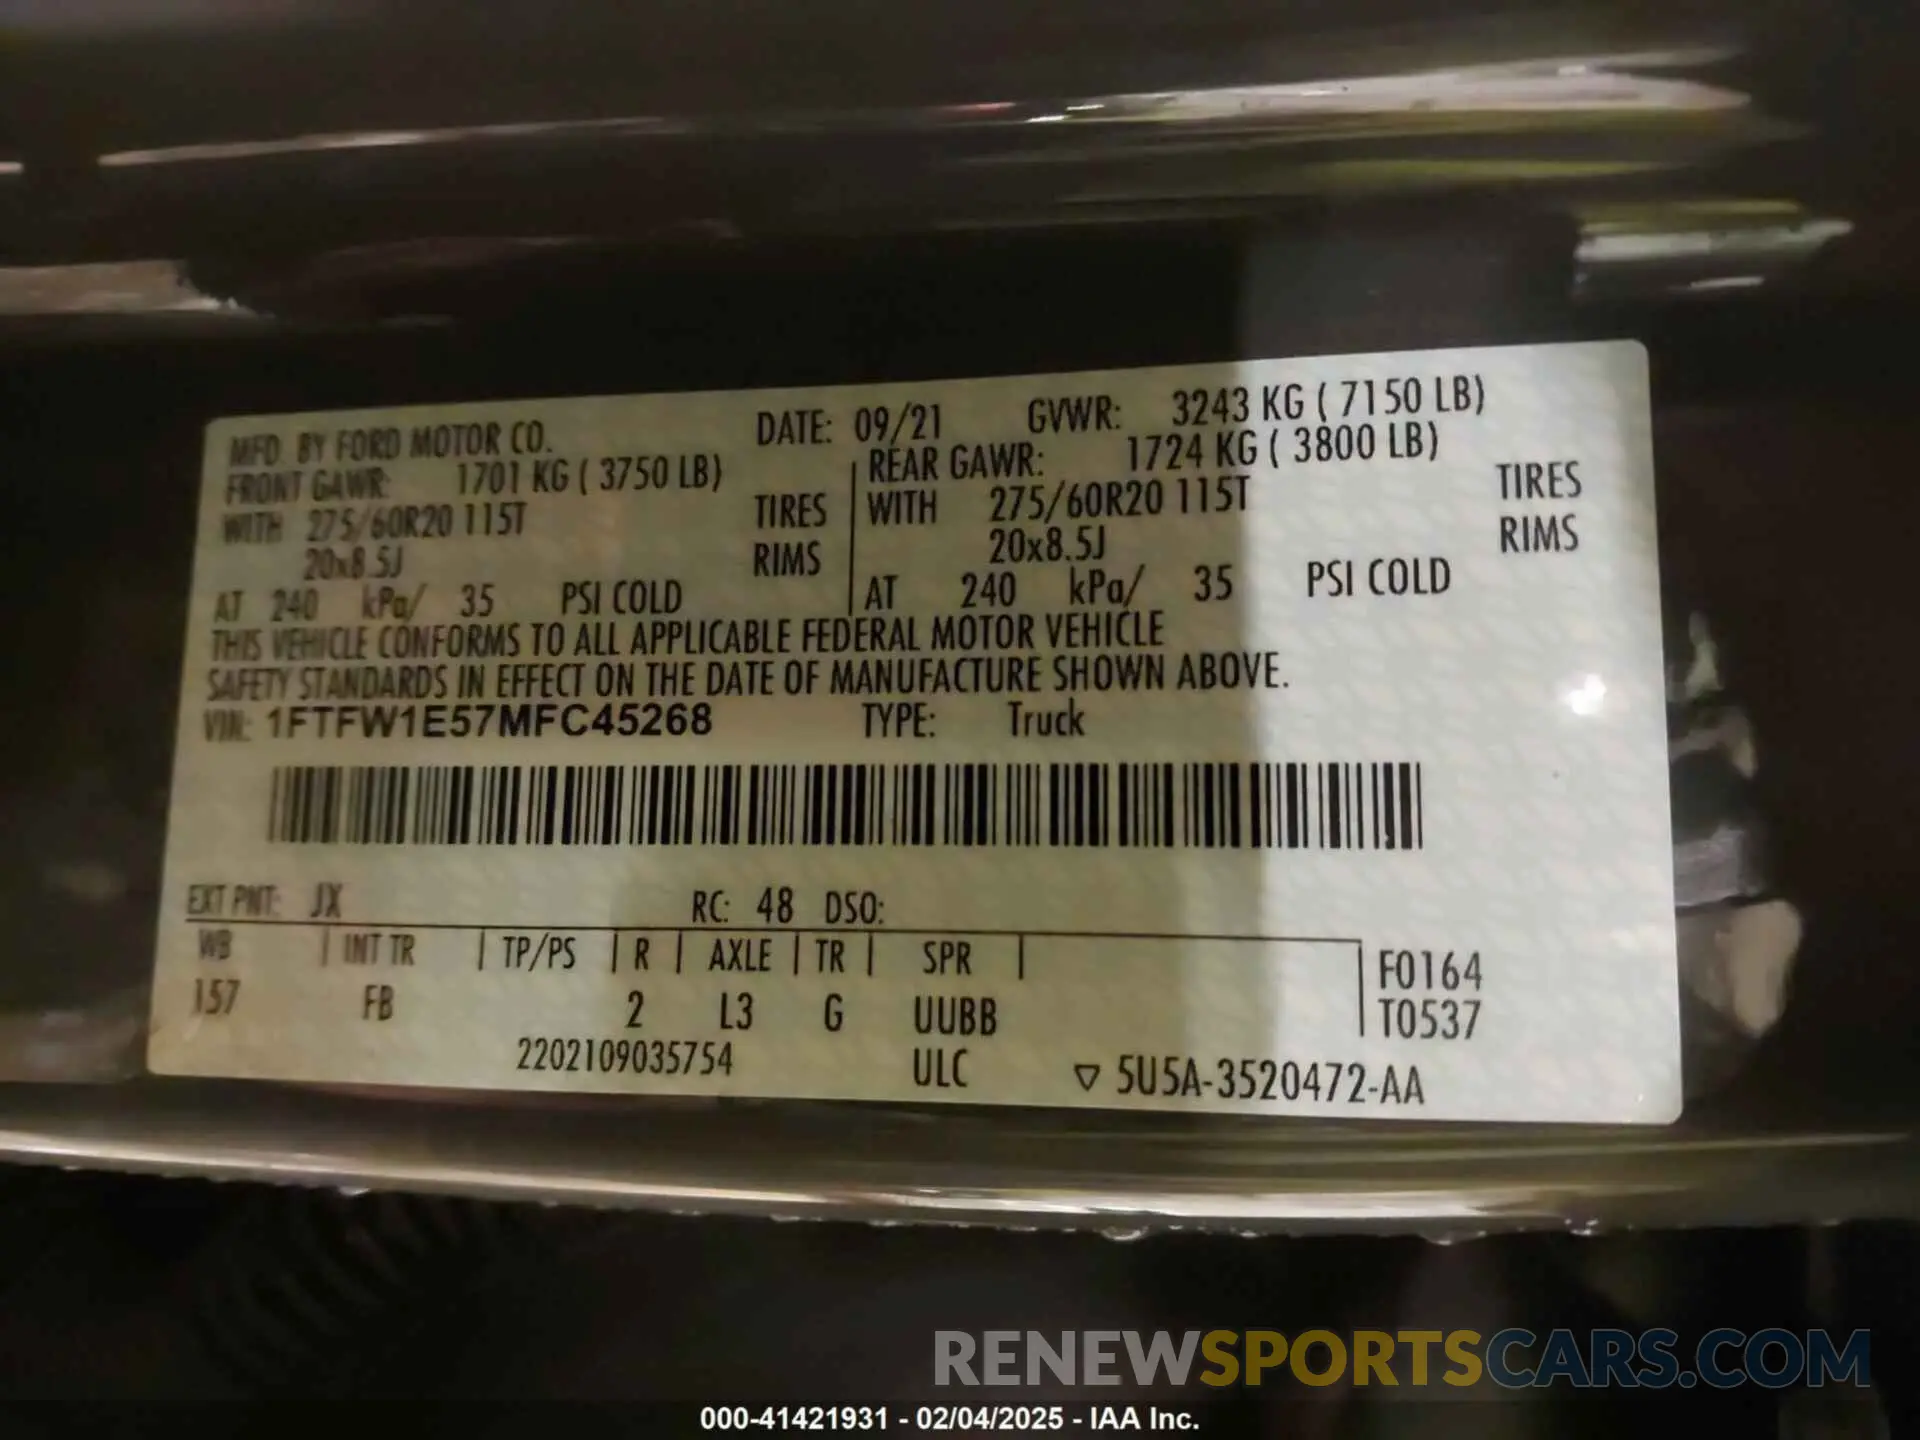 MFD. BY FORD MOTOR CO. DATE: 09/21 GVWR: 3243 KG ( 7150 LB)
FRONT GAWR: 1701 KG ( 3750 LB) REAR GAWR: 1724 KG ( 3800 LB)
WITH 275/60R20 115T TIRES WITH 275/60R20 115T TIRES
20x8.5J RIMS 20x8.5J RIMS
AT 240 kPa/ 35 PSI COLD AT 240 kPa/ 35 PSI COLD
THIS VEHICLE CONFORMS TO ALL APPLICABLE FEDERAL MOTOR VEHICLE
SAFETY STANDARDS IN EFFECT ON THE DATE OF MANUFACTURE SHOWN ABOVE.
VIN: 1FTFW1E57MFC45268 TYPE: Truck
EXT PNT: JX RC: 48 DSO:
WB INT TR TP/PS R AXLE TR SPR F0164
157 FB 2 L3 G UUBB T0537
2202109035754 ULC ▽ 5U5A-3520472-AA
RENEWSPORTSCARS.COM
000-41421931 - 02/04/2025 - IAA Inc.